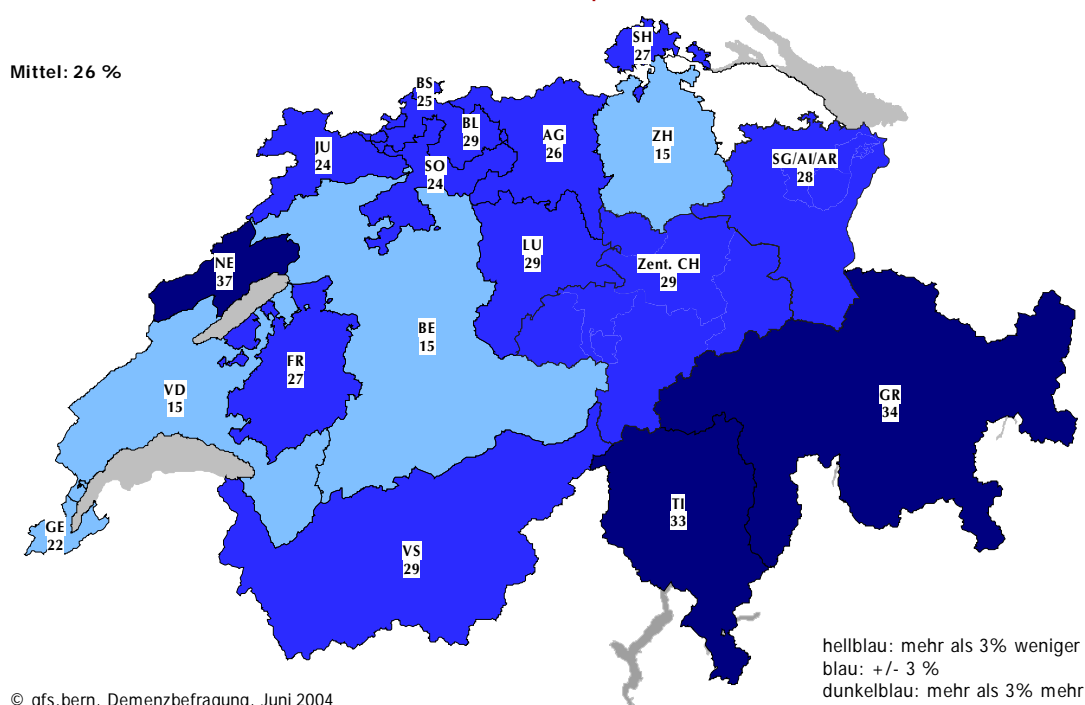 SH
27
Mittel: 26 %
BS
25
BL
29
AG
26
ZH
15
JU
24
SO
24
SG/AI/AR
28
LU
29
Zent. CH
29
NE
37
BE
15
FR
27
VD
15
GR
34
TI
33
GE
22
VS
29
hellblau: mehr als 3% weniger
blau: +/- 3 %
dunkelblau: mehr als 3% mehr
© gfs.bern, Demenzbefragung, Juni 2004